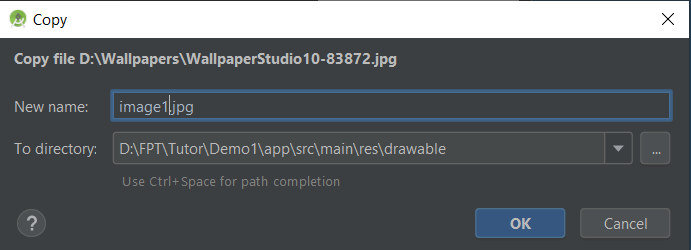 Copy
Copy file D:\Wallpapers\WallpaperStudio10-83872.jpg
New name: image1.jpg
To directory: D:\FPT\Tutor\Demo1\app\src\main\res\drawable ...
Use Ctrl+Space for path completion
? OK Cancel